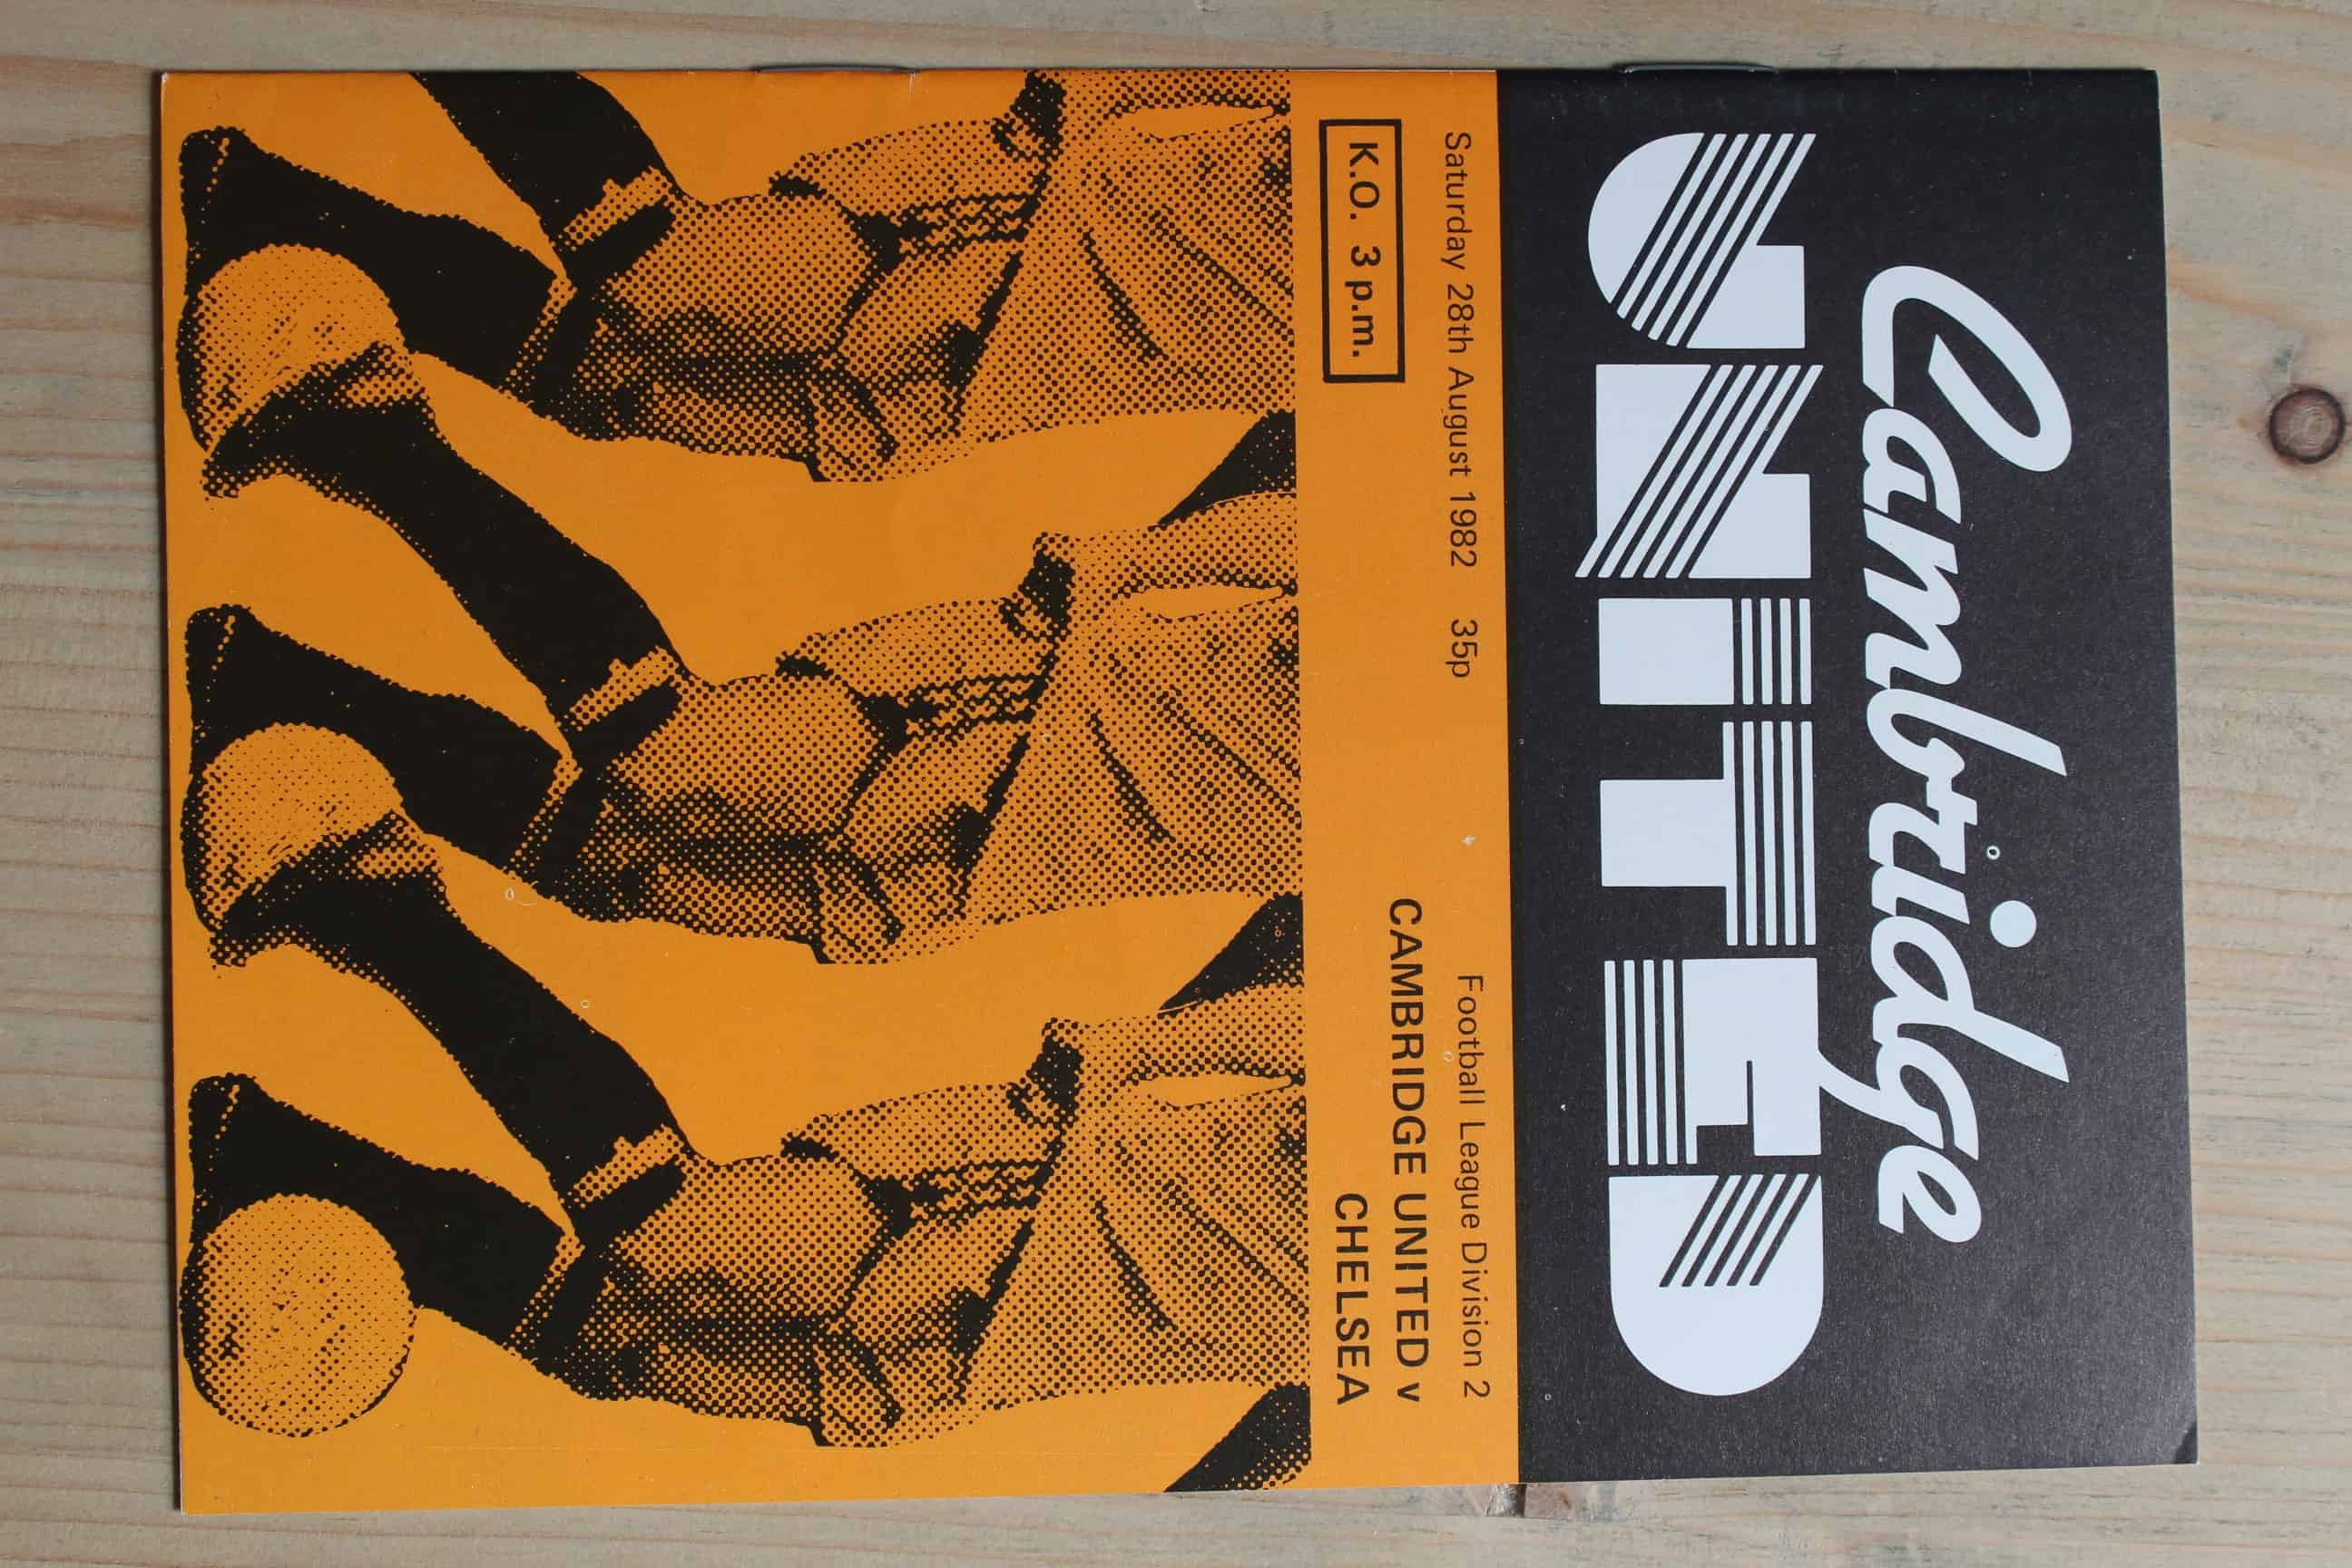 Cambridge
UNITED
Saturday 28th August 1982 35p
Football League Division 2
K.O. 3 p.m.
CAMBRIDGE UNITED v
CHELSEA